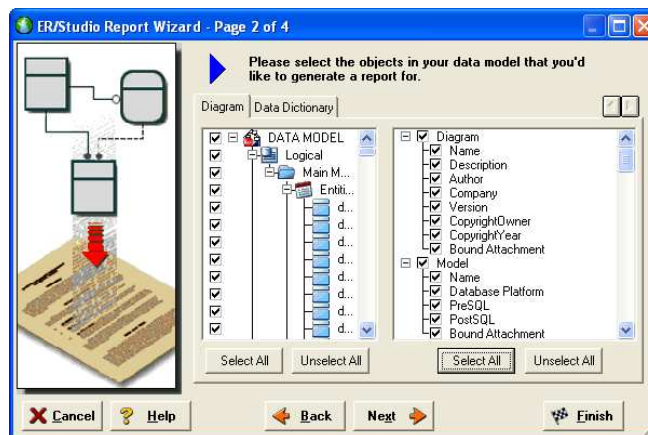 ER/Studio Report Wizard - Page 2 of 4
Please select the objects in your data model that you'd
like to generate a report for.
Diagram
Data Dictionary
DATA MODEL
Logical
Main M...
Entiti...
d...
d...
d...
d...
d...
d...
d...
d...
Select All
Unselect All
Diagram
Name
Description
Author
Company
Version
CopyrightOwner
CopyrightYear
Bound Attachment
Model
Name
Database Platform
PreSQL
PostSQL
Bound Attachment
Select All
Unselect All
Cancel
Help
Back
Next
Finish